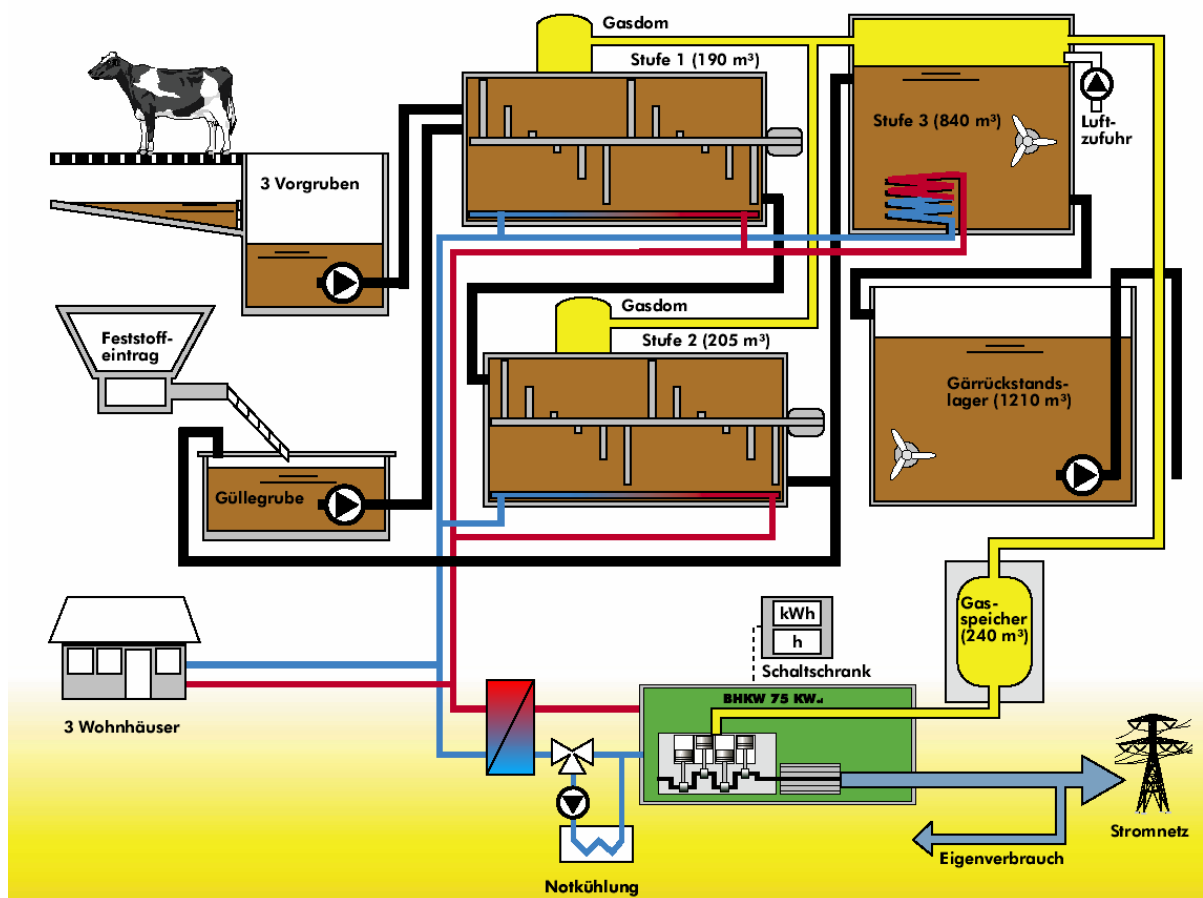 Gasdom
Stufe 1 (190 m³)
Stufe 3 (840 m³)
Luft-
zufuhr
3 Vorgruben
Gasdom
Stufe 2 (205 m³)
Feststoff-
eintrag
Gärrückstands-
lager (1210 m³)
Güllegrube
Gas-
speicher
(240 m³)
kWh
h
Schaltschrank
BHKW 75 KWel
3 Wohnhäuser
Stromnetz
Eigenverbrauch
Notkühlung